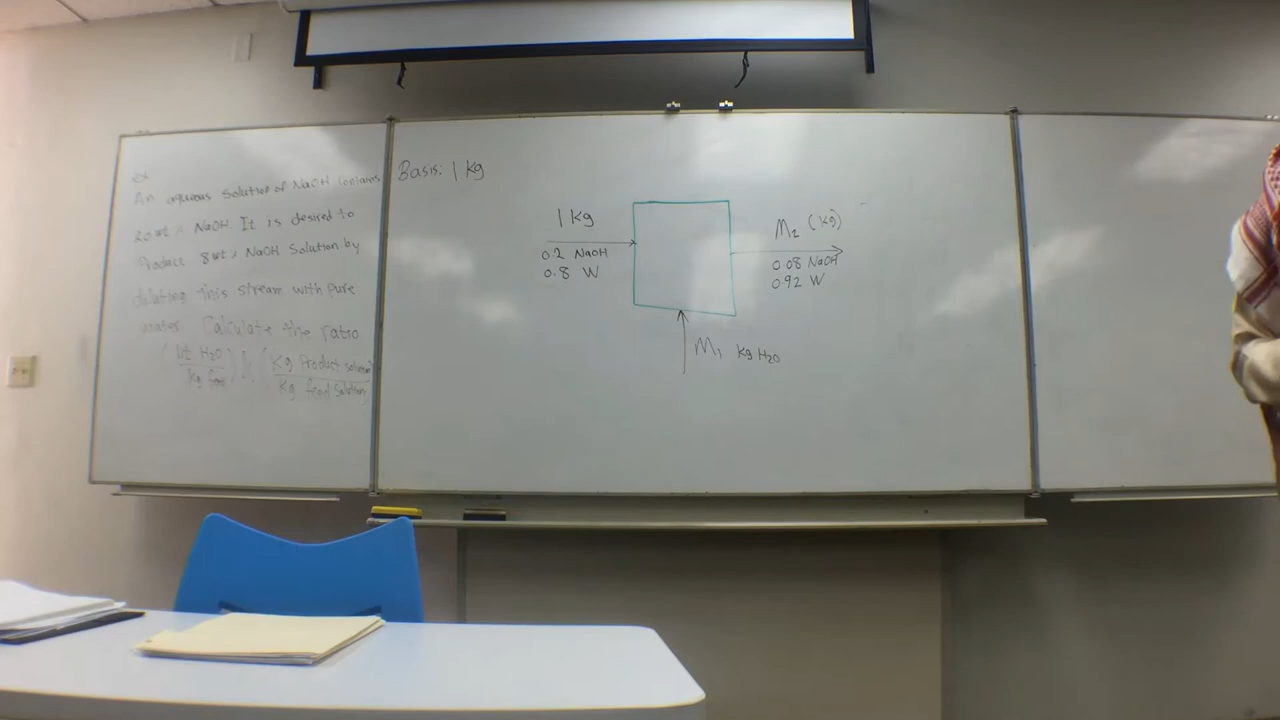 Ex
An aqueous solution of NaOH contains
20 wt % NaOH. It is desired to
Produce 8 wt % NaOH Solution by
diluting this stream with pure
water. Calculate the ratio
(lit H2O / kg feed) & (Kg Product solution / Kg feed solution)
Basis: 1 Kg
1 Kg
0.2 NaOH
0.8 W
M2 (kg)
0.08 NaOH
0.92 W
M1 kg H2O